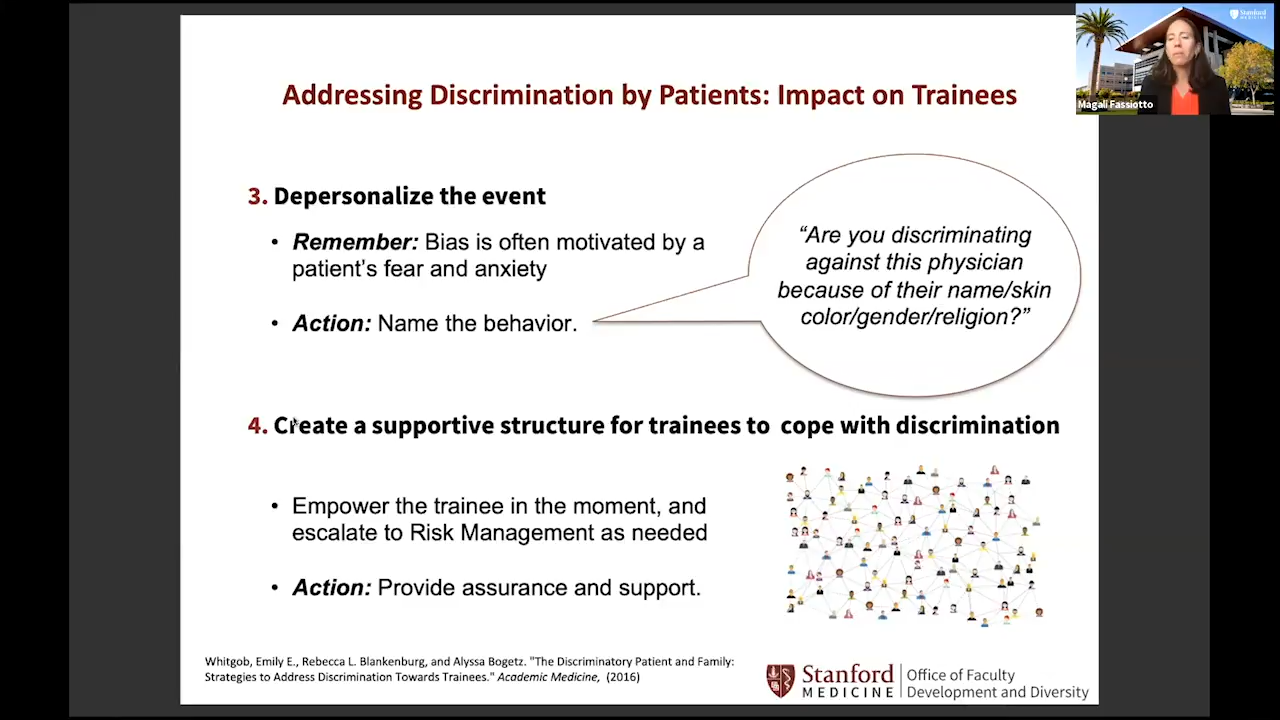 Stanford
MEDICINE
Magali Fassiotto
Addressing Discrimination by Patients: Impact on Trainees
3. Depersonalize the event
• Remember: Bias is often motivated by a
patient’s fear and anxiety
• Action: Name the behavior.
“Are you discriminating
against this physician
because of their name/skin
color/gender/religion?”
4. Create a supportive structure for trainees to cope with discrimination
• Empower the trainee in the moment, and
escalate to Risk Management as needed
• Action: Provide assurance and support.
Whitgob, Emily E., Rebecca L. Blankenburg, and Alyssa Bogetz. "The Discriminatory Patient and Family:
Strategies to Address Discrimination Towards Trainees." Academic Medicine, (2016)
Stanford
MEDICINE
Office of Faculty
Development and Diversity